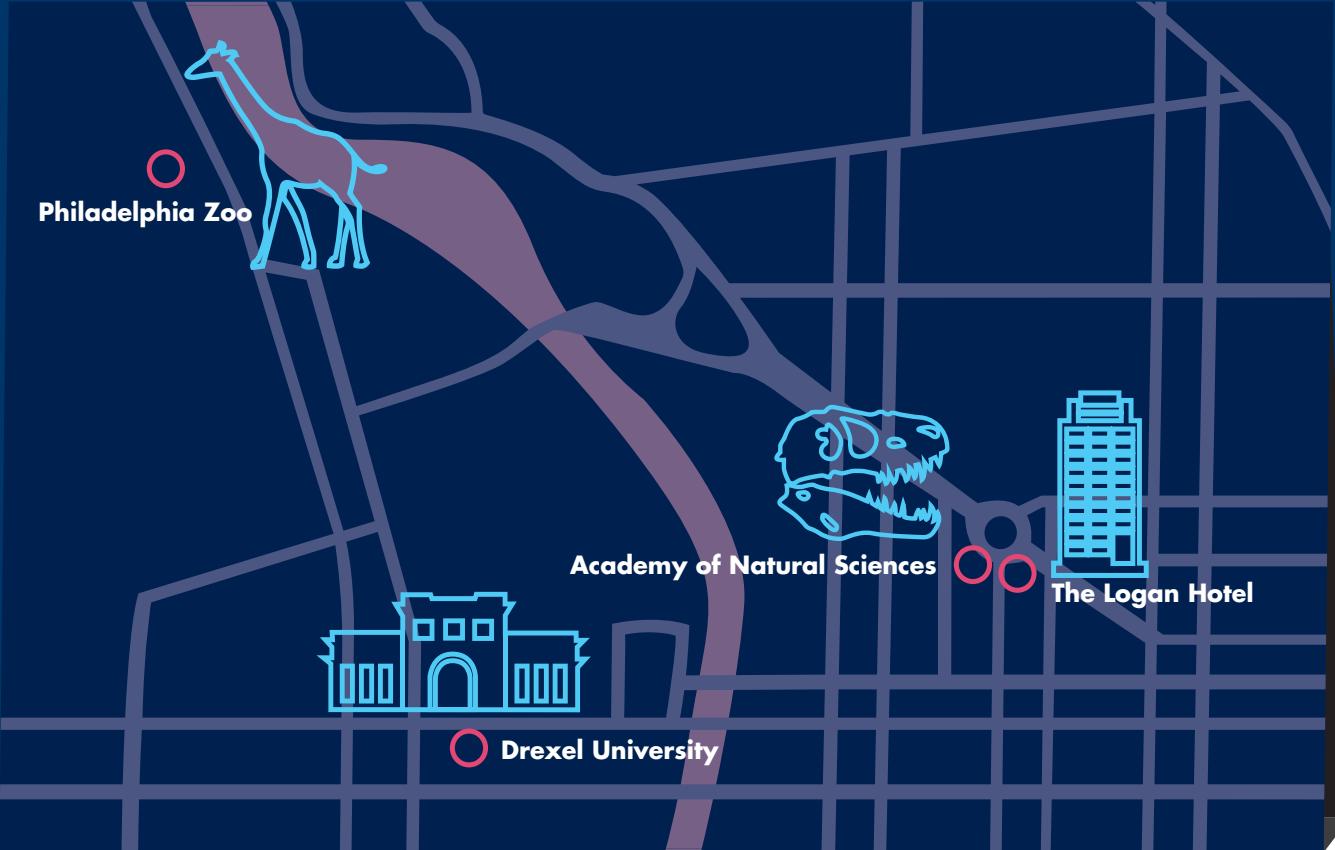 Philadelphia Zoo
Academy of Natural Sciences
The Logan Hotel
Drexel University